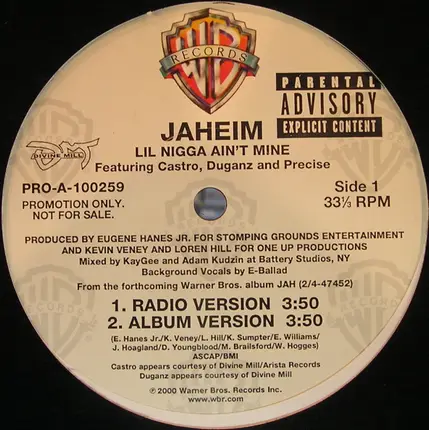 WB
RECORDS
PARENTAL
ADVISORY
EXPLICIT CONTENT
JAHEIM
LIL NIGGA AIN'T MINE
Featuring Castro, Duganz and Precise
DIVINE MILL
PRO-A-100259
Side 1
PROMOTION ONLY.
33⅓ RPM
NOT FOR SALE.
PRODUCED BY EUGENE HANES JR. FOR STOMPING GROUNDS ENTERTAINMENT
AND KEVIN VENEY AND LOREN HILL FOR ONE UP PRODUCTIONS
Mixed by KayGee and Adam Kudzin at Battery Studios, NY
Background Vocals by E-Ballad
From the forthcoming Warner Bros. album JAH (2/4-47452)
1. RADIO VERSION 3:50
2. ALBUM VERSION 3:50
(E. Hanes Jr./K. Veney/L. Hill/K. Sumpter/E. Williams/
J. Hoagland/D. Youngblood/M. Brailsford/W. Hogges)
ASCAP/BMI
Castro appears courtesy of Divine Mill/Arista Records
Duganz appears courtesy of Divine Mill
℗ 2000 Warner Bros. Records Inc.
www.wbr.com